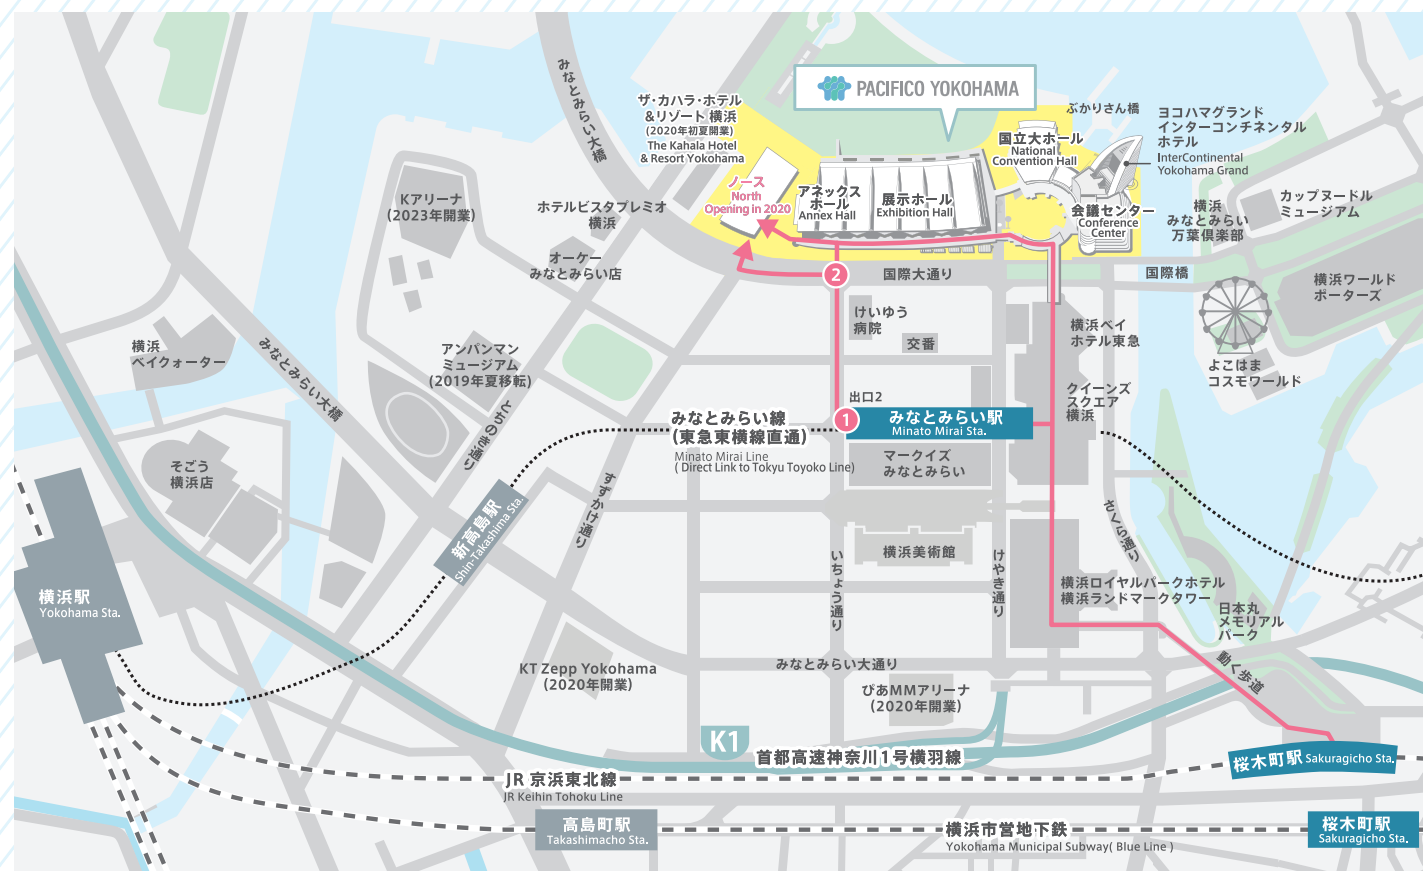 みなとみらい大橋
ザ・カハラ・ホテル
&リゾート 横浜
(2020年初夏開業)
The Kahala Hotel
& Resort Yokohama
PACIFICO YOKOHAMA
ぷかりさん橋
ヨコハマグランド
インターコンチネンタル
ホテル
InterContinental
Yokohama Grand
国立大ホール
National
Convention Hall
ノース
North
Opening in 2020
アネックス
ホール
Annex Hall
展示ホール
Exhibition Hall
会議センター
Conference
Center
カップヌードル
ミュージアム
横浜
みなとみらい
万葉倶楽部
Kアリーナ
(2023年開業)
ホテルビスタプレミオ
横浜
オーケー
みなとみらい店
2
国際大通り
国際橋
横浜ワールド
ポーターズ
けいゆう
病院
交番
横浜ベイ
ホテル東急
よこはま
コスモワールド
横浜
ベイクォーター
みなとみらい大橋
アンパンマン
ミュージアム
(2019年夏移転)
とちのき通り
クイーンズ
スクエア
横浜
出口2
1
みなとみらい駅
Minato Mirai Sta.
みなとみらい線
(東急東横線直通)
Minato Mirai Line
( Direct Link to Tokyu Toyoko Line)
マークイズ
みなとみらい
そごう
横浜店
すずかけ通り
新高島駅
Shin-Takashima Sta.
さくら通り
横浜美術館
いちょう通り
けやき通り
横浜駅
Yokohama Sta.
横浜ロイヤルパークホテル
横浜ランドマークタワー
日本丸
メモリアル
パーク
動く歩道
KT Zepp Yokohama
(2020年開業)
みなとみらい大通り
ぴあMMアリーナ
(2020年開業)
K1
首都高速神奈川1号横羽線
桜木町駅 Sakuragicho Sta.
JR 京浜東北線
JR Keihin Tohoku Line
高島町駅
Takashimacho Sta.
横浜市営地下鉄
Yokohama Municipal Subway( Blue Line )
桜木町駅
Sakuragicho Sta.